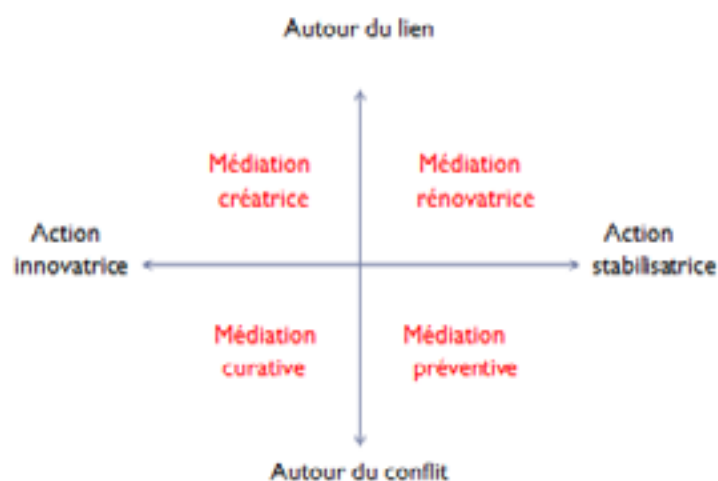 Autour du lien
Médiation
créatrice
Médiation
rénovatrice
Action
innovatrice
Action
stabilisatrice
Médiation
curative
Médiation
préventive
Autour du conflit